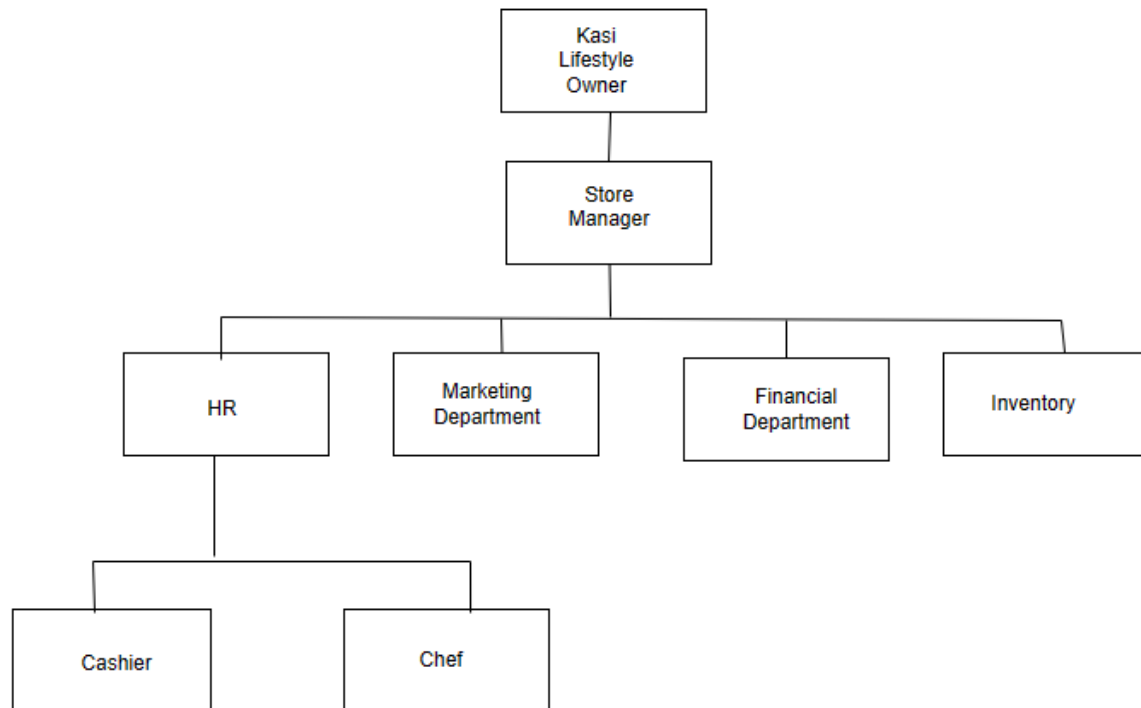 Kasi
Lifestyle
Owner
Store
Manager
HR
Marketing
Department
Financial
Department
Inventory
Cashier
Chef